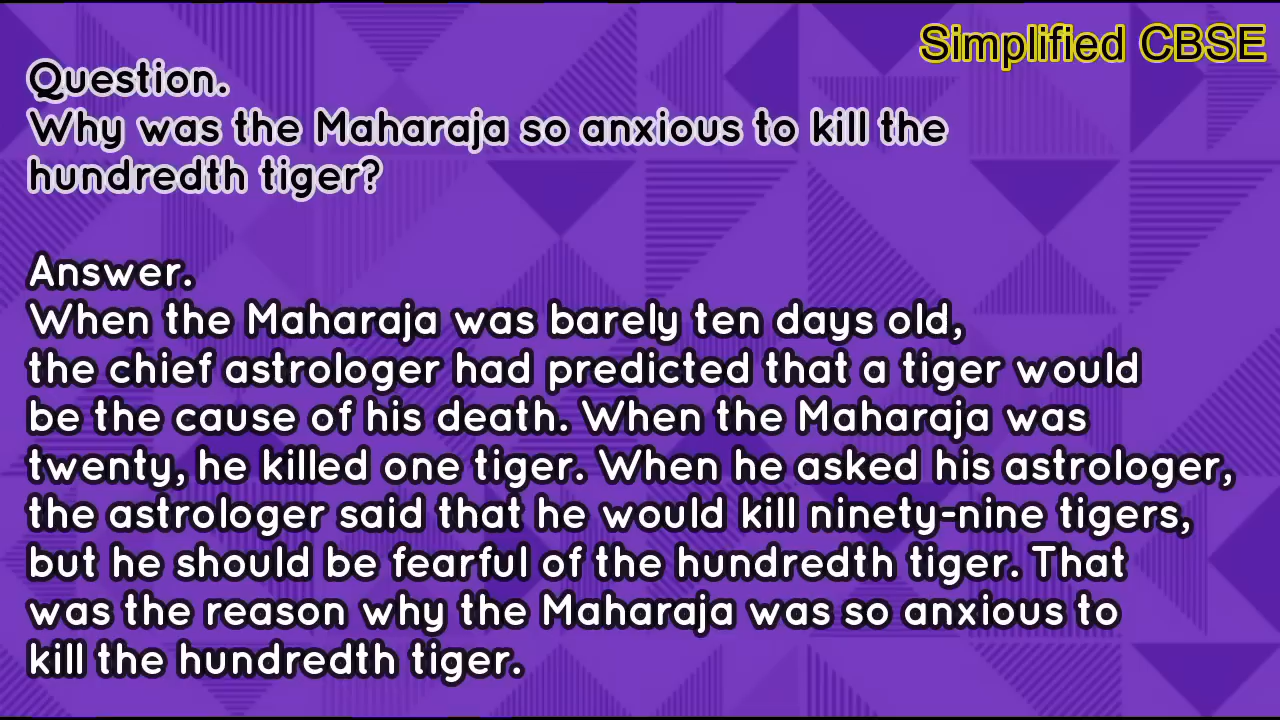 Simplified CBSE
Question.
Why was the Maharaja so anxious to kill the
hundredth tiger?
Answer.
When the Maharaja was barely ten days old,
the chief astrologer had predicted that a tiger would
be the cause of his death. When the Maharaja was
twenty, he killed one tiger. When he asked his astrologer,
the astrologer said that he would kill ninety-nine tigers,
but he should be fearful of the hundredth tiger. That
was the reason why the Maharaja was so anxious to
kill the hundredth tiger.